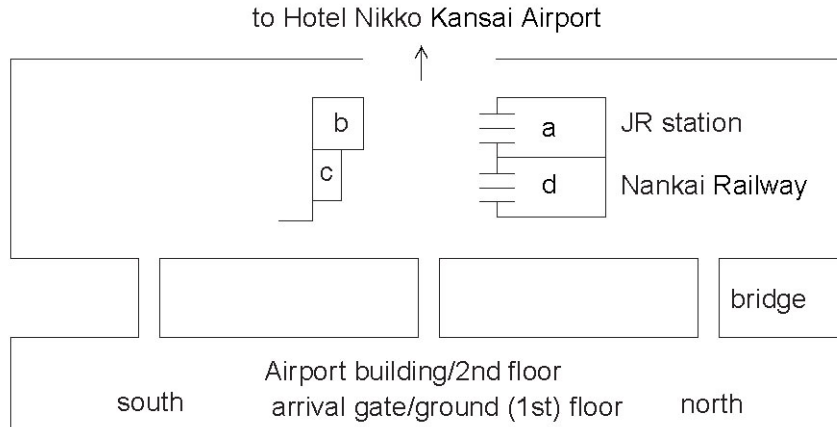 to Hotel Nikko Kansai Airport
b
a
JR station
c
d
Nankai Railway
bridge
Airport building/2nd floor
south
arrival gate/ground (1st) floor
north